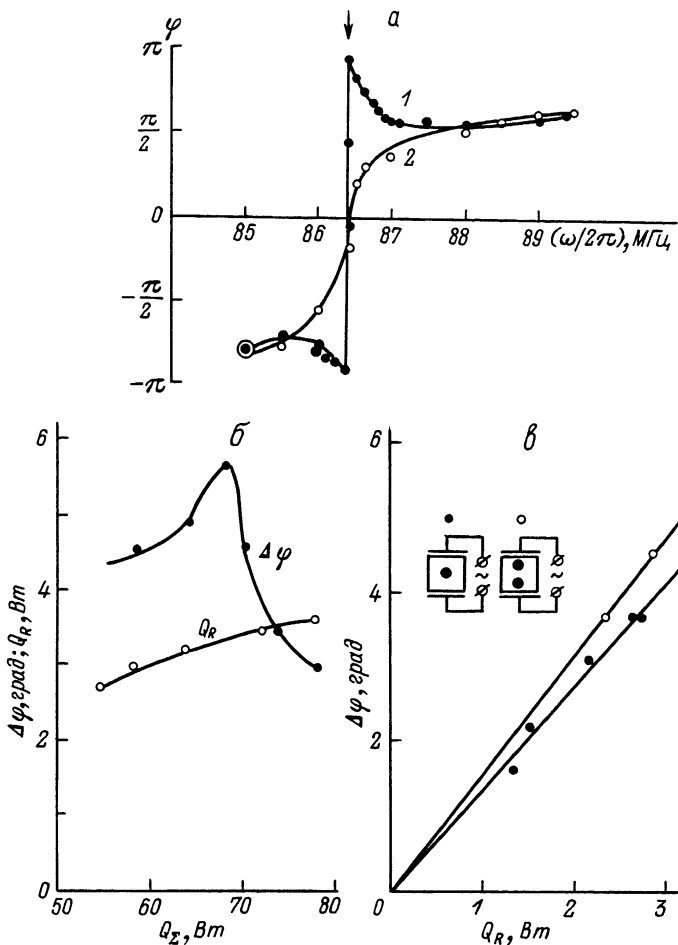 а
π φ
1
π/2
2
0
85 86 87 88 89 (ω/2π), МГц
-π/2
-π
б
6
4
2
0
Δφ, град; Q_R, Вт
Δφ
Q_R
50 60 70 80
Q_Σ, Вт
в
6
4
2
0
Δφ, град
~ ~
1 2 3
Q_R, Вт